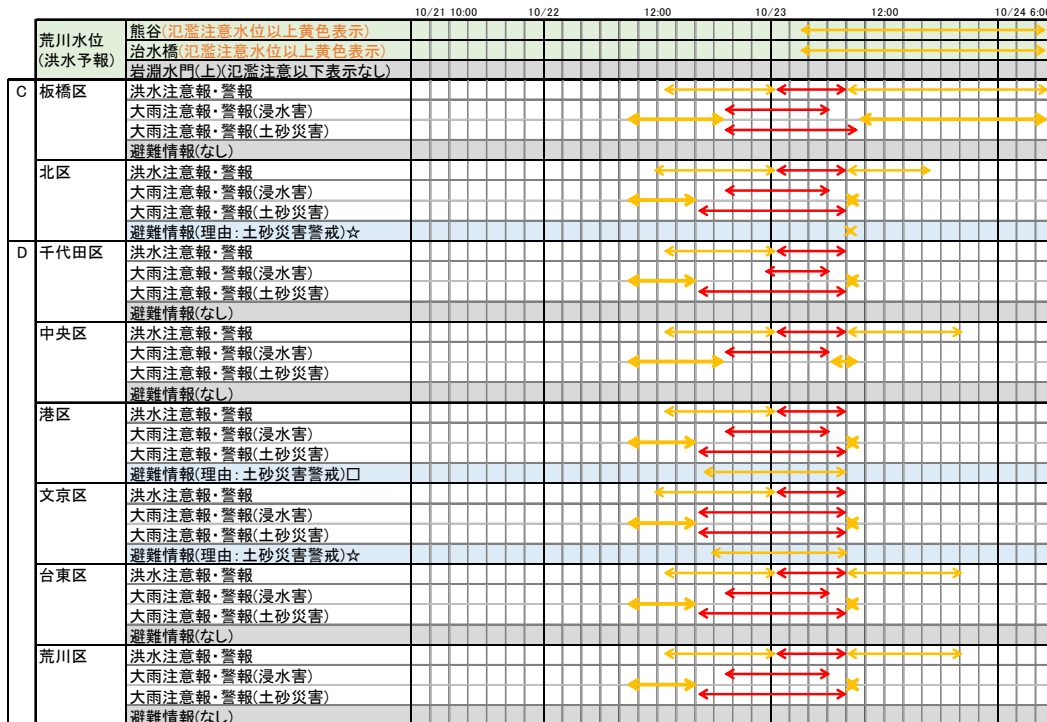 10/21 10:00 10/22 12:00 10/23 12:00 10/24 6:00
荒川水位
(洪水予報)
熊谷(氾濫注意水位以上黄色表示)
治水橋(氾濫注意水位以上黄色表示)
岩淵水門(上)(氾濫注意以下表示なし)
C 板橋区 洪水注意報・警報
大雨注意報・警報(浸水害)
大雨注意報・警報(土砂災害)
避難情報(なし)
北区 洪水注意報・警報
大雨注意報・警報(浸水害)
大雨注意報・警報(土砂災害)
避難情報(理由:土砂災害警戒)☆
D 千代田区 洪水注意報・警報
大雨注意報・警報(浸水害)
大雨注意報・警報(土砂災害)
避難情報(なし)
中央区 洪水注意報・警報
大雨注意報・警報(浸水害)
大雨注意報・警報(土砂災害)
避難情報(なし)
港区 洪水注意報・警報
大雨注意報・警報(浸水害)
大雨注意報・警報(土砂災害)
避難情報(理由:土砂災害警戒)□
文京区 洪水注意報・警報
大雨注意報・警報(浸水害)
大雨注意報・警報(土砂災害)
避難情報(理由:土砂災害警戒)☆
台東区 洪水注意報・警報
大雨注意報・警報(浸水害)
大雨注意報・警報(土砂災害)
避難情報(なし)
荒川区 洪水注意報・警報
大雨注意報・警報(浸水害)
大雨注意報・警報(土砂災害)
避難情報(なし)